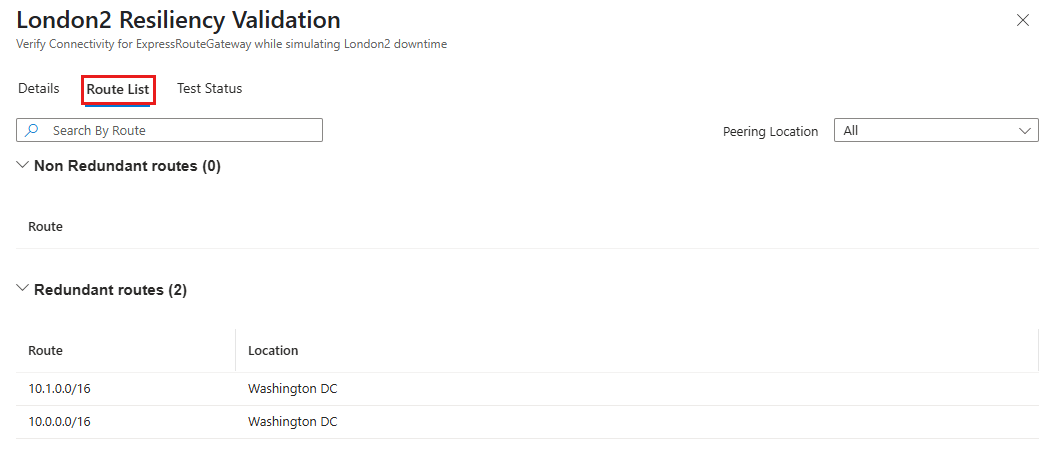 London2 Resiliency Validation
Verify Connectivity for ExpressRouteGateway while simulating London2 downtime
Details Route List Test Status
Search By Route Peering Location All
Non Redundant routes (0)
Route
Redundant routes (2)
Route Location
10.1.0.0/16 Washington DC
10.0.0.0/16 Washington DC